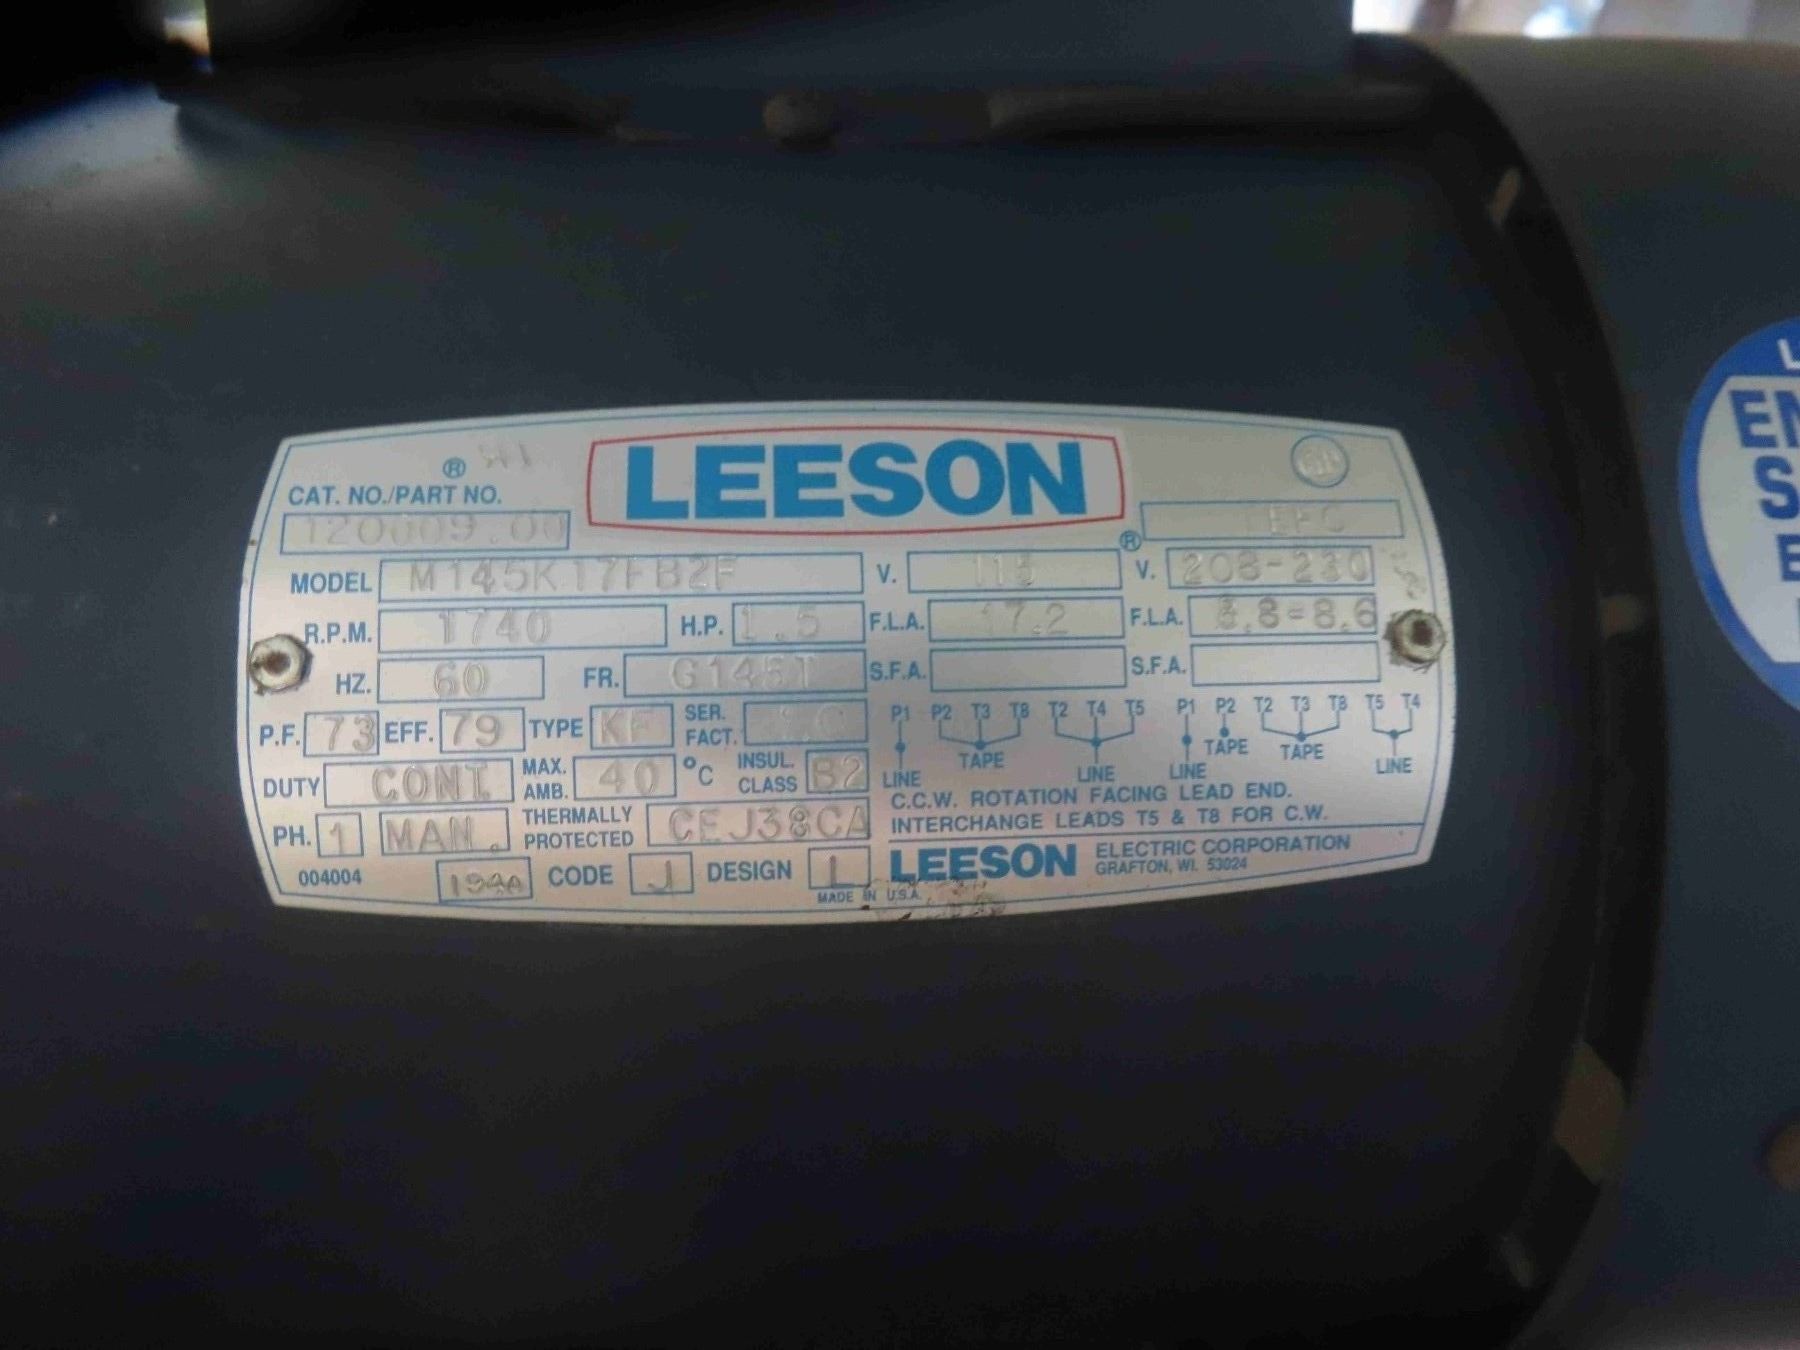 ®
LEESON
CAT. NO./PART NO.
120009.00
®
TEFC
MODEL M145K17FB2F V. 115 V. 208-230
R.P.M. 1740 H.P. 1.5 F.L.A. 17.2 F.L.A. 8.8-8.6
HZ. 60 FR. G145T S.F.A. S.F.A.
P.F. 73 EFF. 79 TYPE KF SER. FACT.
P1 P2 T3 T8 T2 T4 T5 P1 P2 T2 T3 T8 T5 T4
TAPE TAPE TAPE
LINE LINE LINE LINE
DUTY CONT MAX. AMB. 40 °C INSUL. CLASS B2
C.C.W. ROTATION FACING LEAD END.
INTERCHANGE LEADS T5 & T8 FOR C.W.
PH. 1 MAN. THERMALLY PROTECTED CEJ38CA
004004 CODE J DESIGN L
LEESON ELECTRIC CORPORATION
GRAFTON, WI. 53024
MADE IN U.S.A.